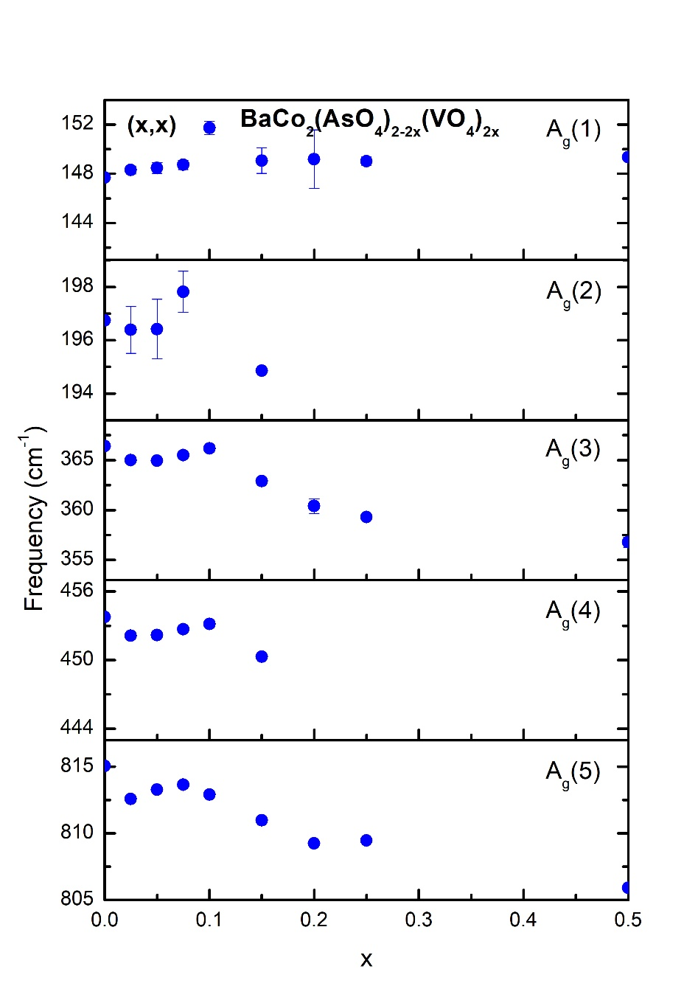 (x,x) BaCo2(AsO4)2-2x(VO4)2x Ag(1)
152
148
144
Ag(2)
198
196
194
Ag(3)
365
360
355
Ag(4)
456
450
444
Ag(5)
815
810
805
Frequency (cm-1)
0.0 0.1 0.2 0.3 0.4 0.5
x